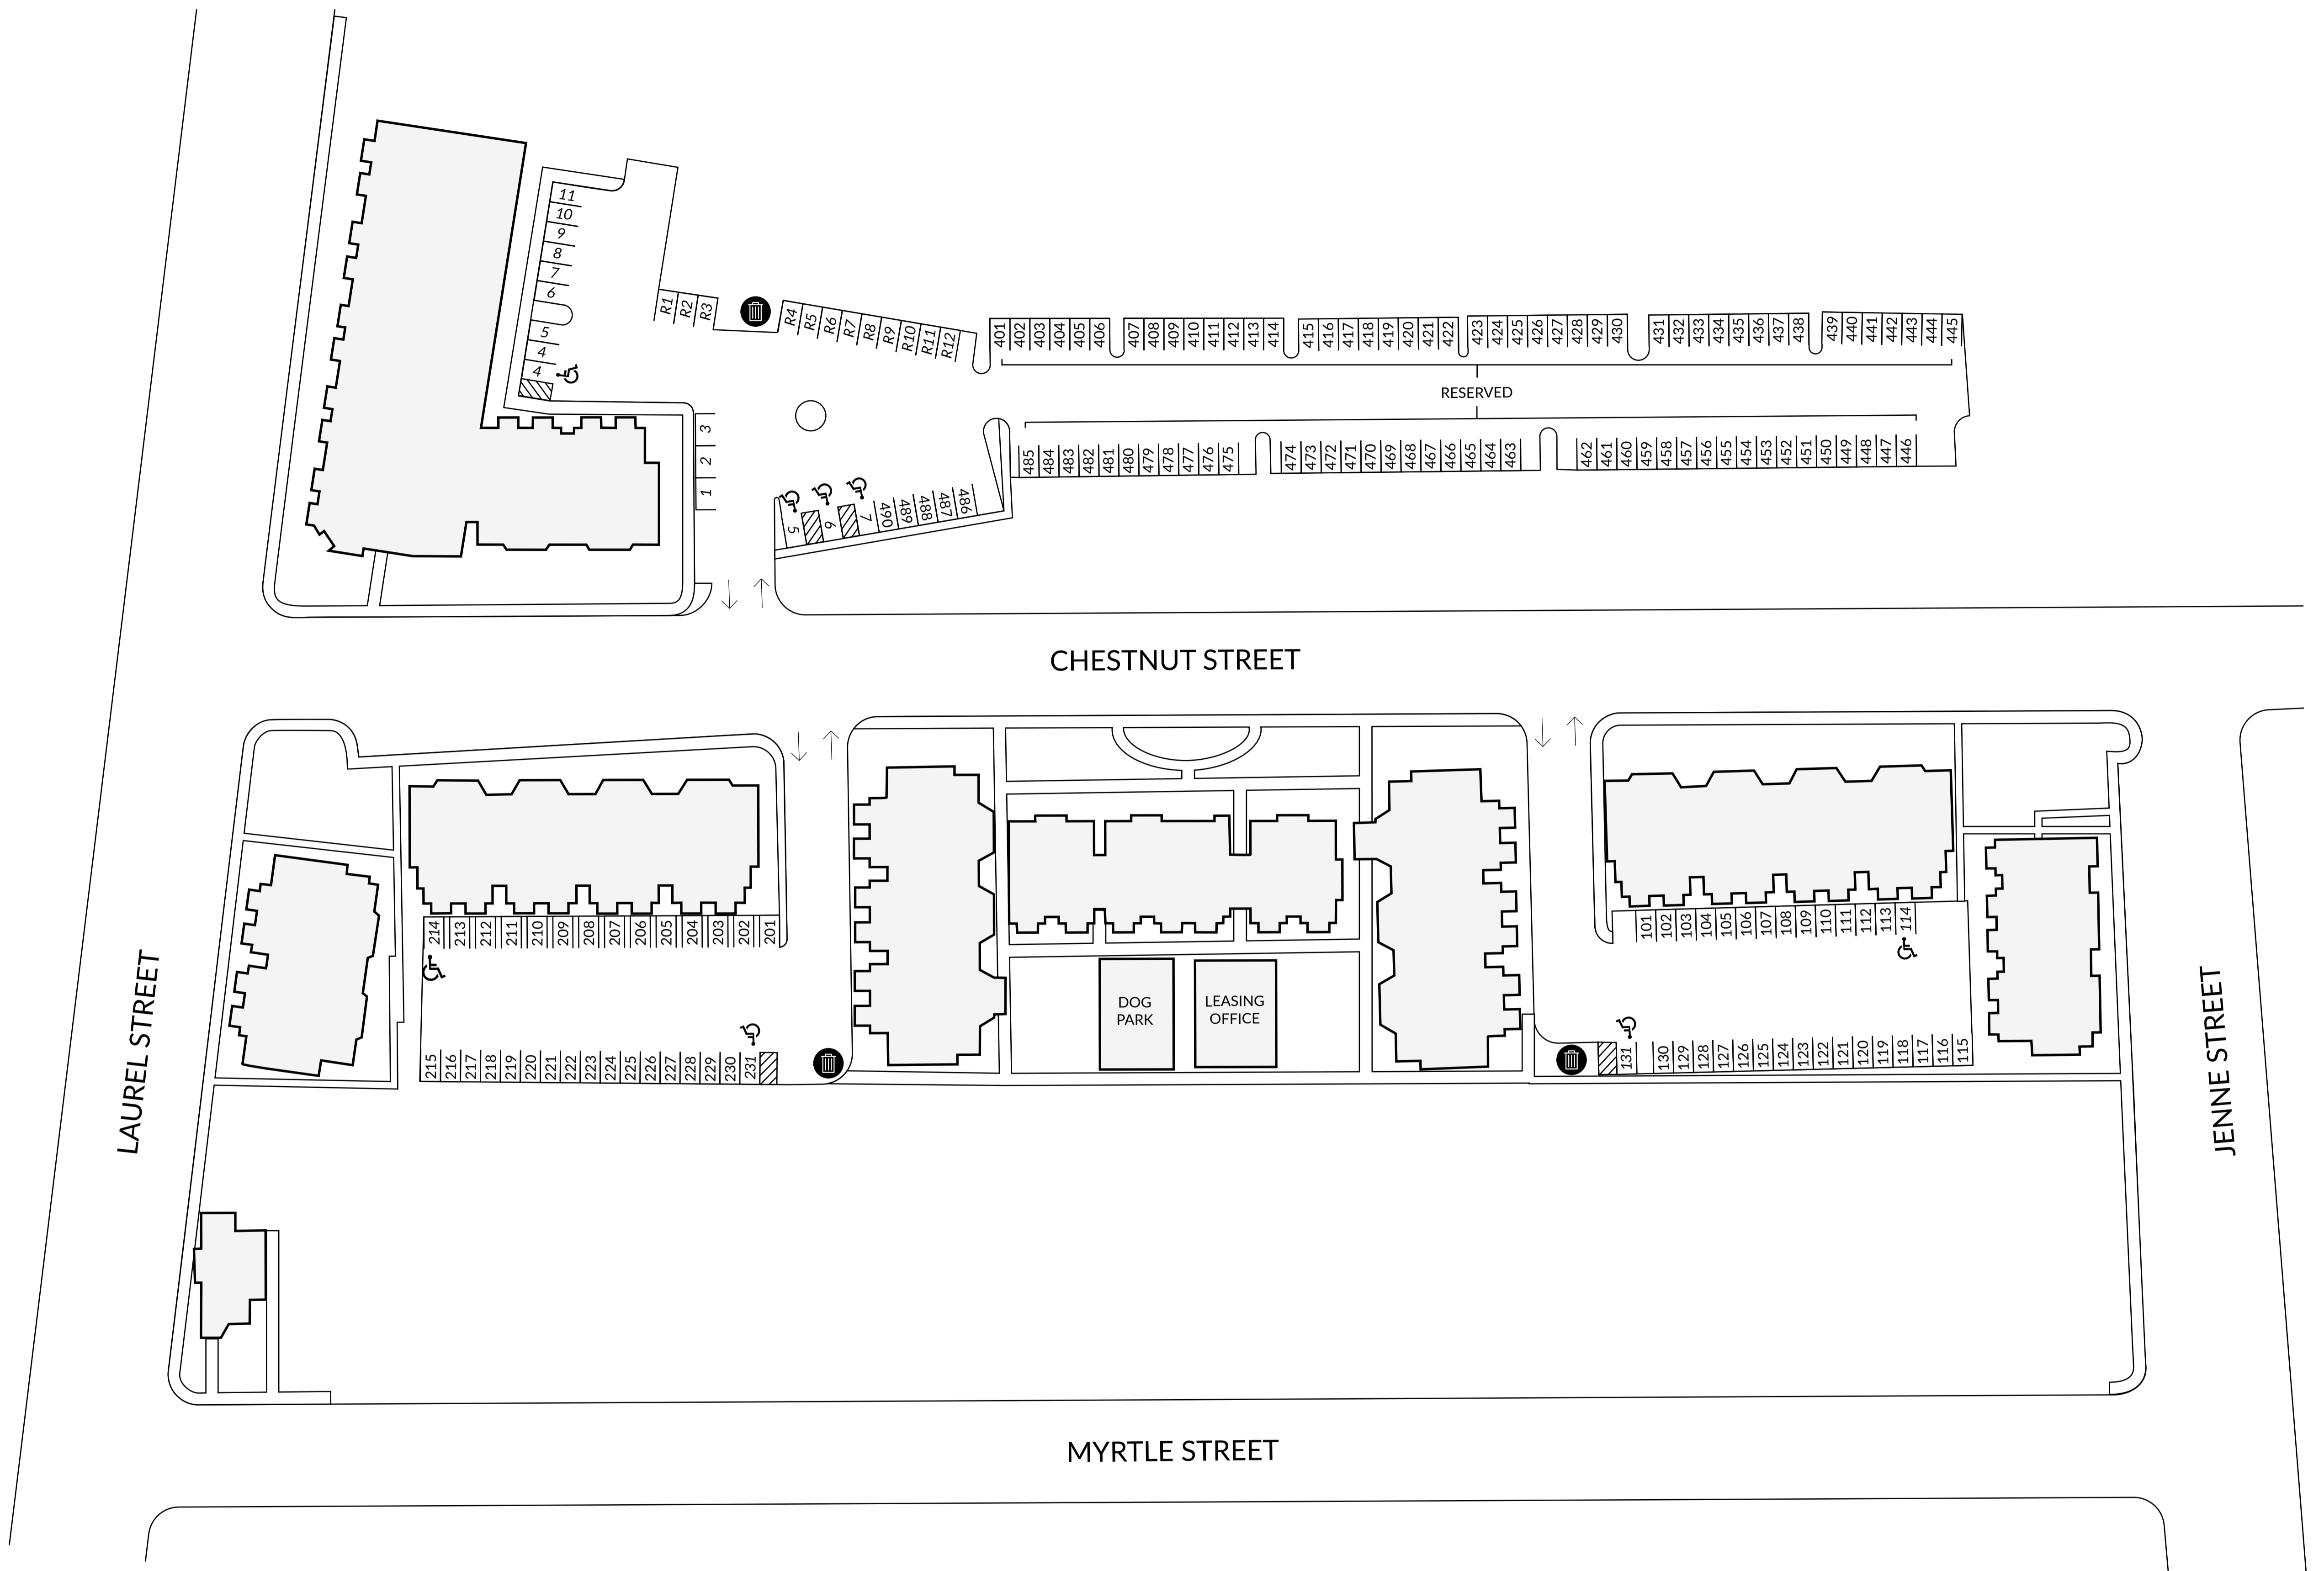 11
10
9
8
7
6
5
4
4
R1 R2 R3
R4 R5 R6 R7 R8 R9 R10 R11 R12
401 402 403 404 405 406 407 408 409 410 411 412 413 414 415 416 417 418 419 420 421 422 423 424 425 426 427 428 429 430 431 432 433 434 435 436 437 438 439 440 441 442 443 444 445
RESERVED
3
2
1
485 484 483 482 481 480 479 478 477 476 475 474 473 472 471 470 469 468 467 466 465 464 463 462 461 460 459 458 457 456 455 454 453 452 451 450 449 448 447 446
5 6 7 490 489 488 487 486
CHESTNUT STREET
214 213 212 211 210 209 208 207 206 205 204 203 202 201
101 102 103 104 105 106 107 108 109 110 111 112 113 114
DOG
PARK
LEASING
OFFICE
215 216 217 218 219 220 221 222 223 224 225 226 227 228 229 230 231
131 130 129 128 127 126 125 124 123 122 121 120 119 118 117 116 115
LAUREL STREET
JENNE STREET
MYRTLE STREET